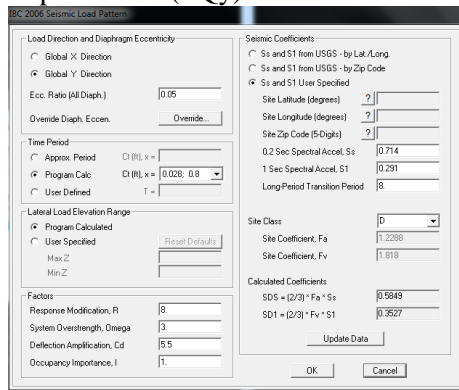 IBC 2006 Seismic Load Pattern
Load Direction and Diaphragm Eccentricity
Global X Direction
Global Y Direction
Ecc. Ratio (All Diaph.) 0.05
Override Diaph. Eccen. Override...
Time Period
Approx. Period Ct (ft), x =
Program Calc Ct (ft), x = 0.028; 0.8
User Defined T =
Lateral Load Elevation Range
Program Calculated
User Specified Reset Defaults
Max Z
Min Z
Factors
Response Modification, R 8.
System Overstrength, Omega 3.
Deflection Amplification, Cd 5.5
Occupancy Importance, I 1.
Seismic Coefficients
Ss and S1 from USGS - by Lat./Long.
Ss and S1 from USGS - by Zip Code
Ss and S1 User Specified
Site Latitude (degrees) ?
Site Longitude (degrees) ?
Site Zip Code (5-Digits) ?
0.2 Sec Spectral Accel, Ss 0.714
1 Sec Spectral Accel, S1 0.291
Long-Period Transition Period 8.
Site Class D
Site Coefficient, Fa 1.2288
Site Coefficient, Fv 1.818
Calculated Coefficients
SDS = (2/3) * Fa * Ss 0.5849
SD1 = (2/3) * Fv * S1 0.3527
Update Data
OK Cancel